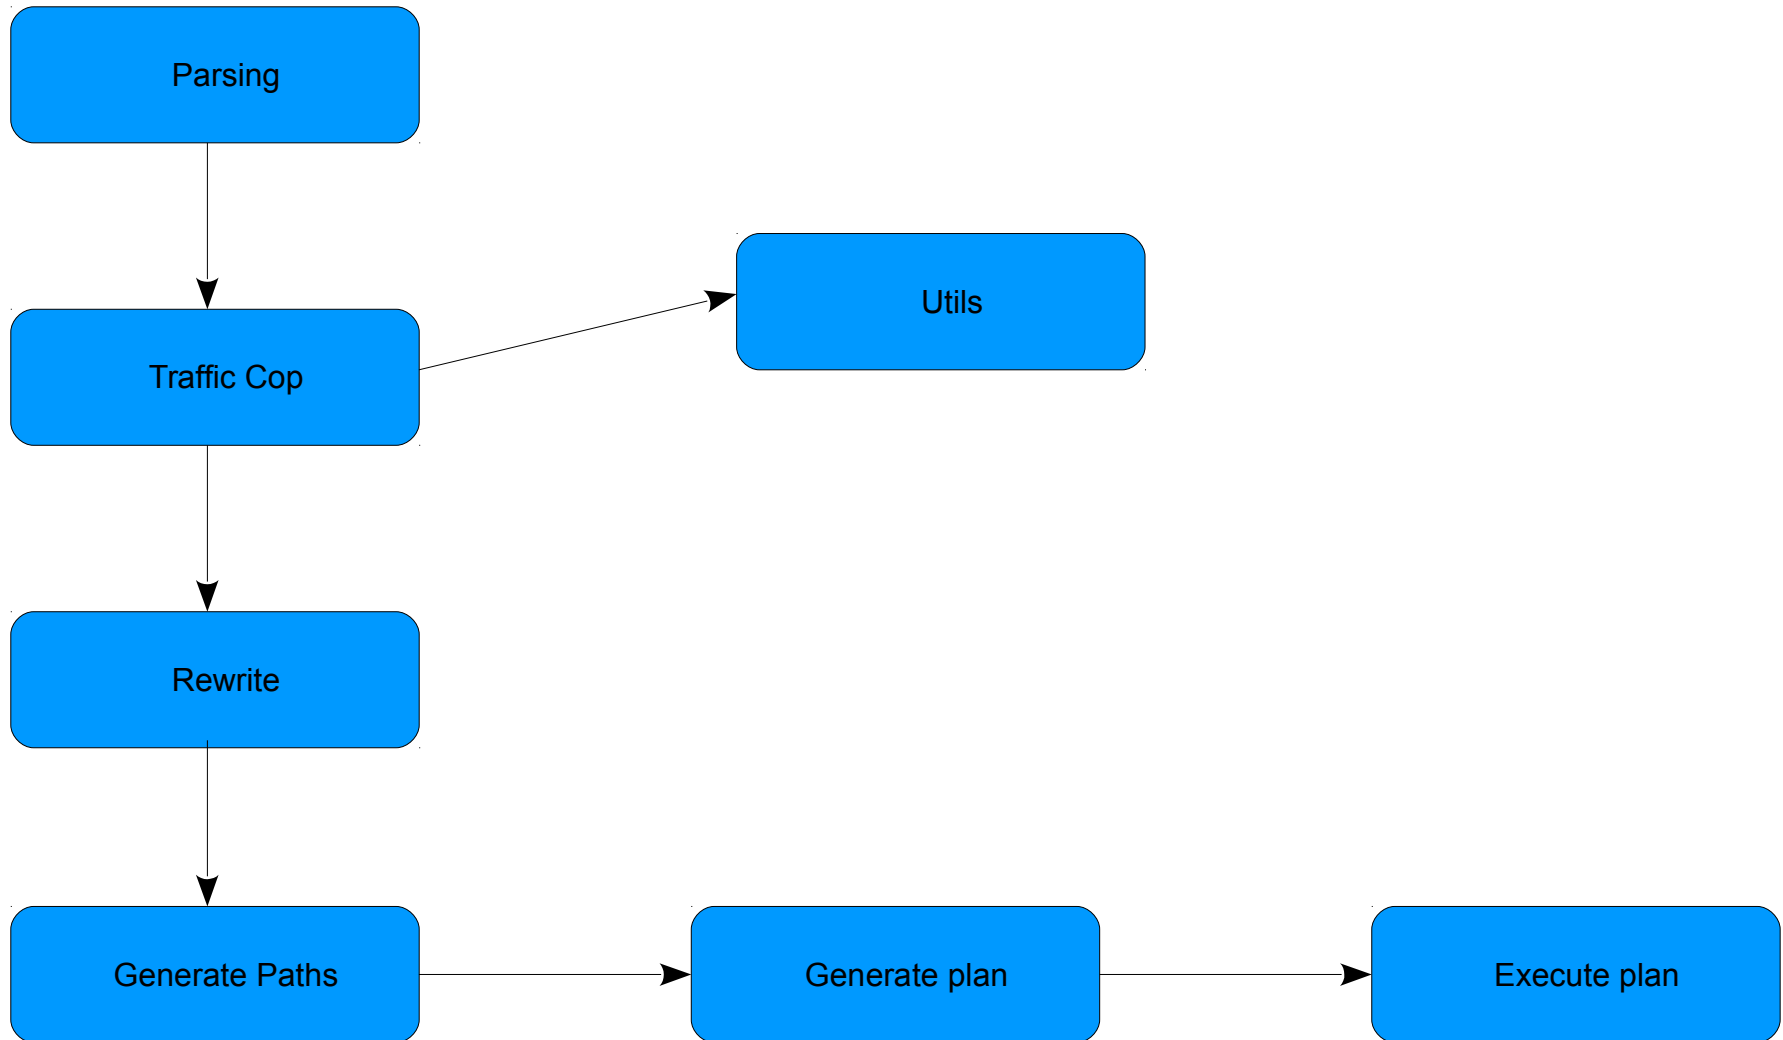 Parsing
Utils
Traffic Cop
Rewrite
Generate Paths
Generate plan
Execute plan